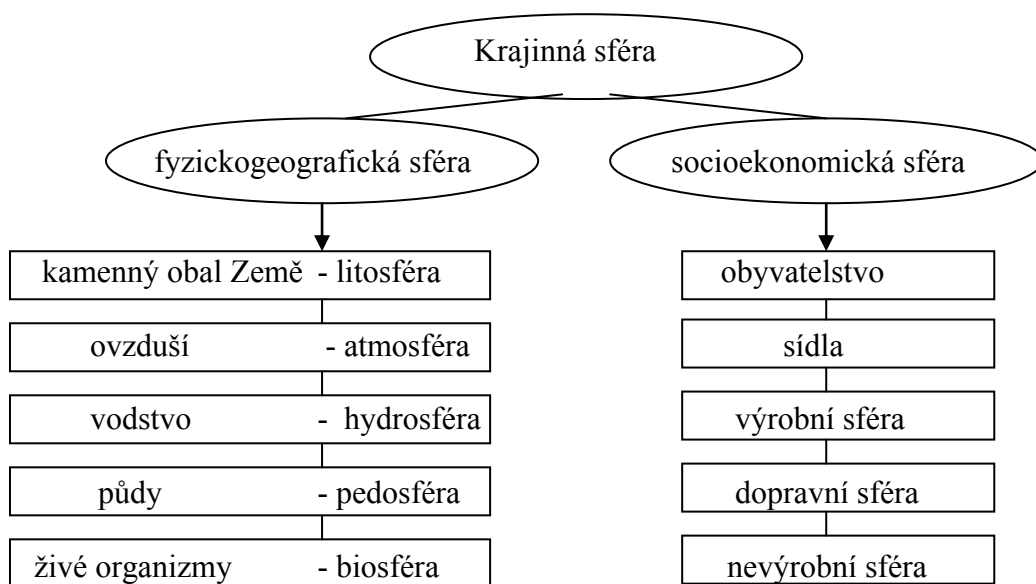 Krajinná sféra
fyzickogeografická sféra
socioekonomická sféra
kamenný obal Země - litosféra
ovzduší - atmosféra
vodstvo - hydrosféra
půdy - pedosféra
živé organizmy - biosféra
obyvatelstvo
sídla
výrobní sféra
dopravní sféra
nevýrobní sféra